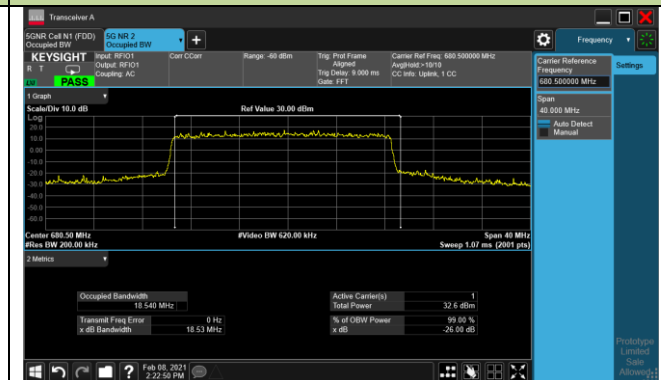 Transceiver A
5GNR Cell N1 (FDD)
Occupied BW
5G NR 2
Occupied BW
Frequency
KEYSIGHT
R T
LVI
PASS
Input: RFIO1
Output: RFIO1
Coupling: AC
Corr CCorr
Range: -60 dBm
Trig: Prot Frame
Aligned
Trig Delay: 9.000 ms
Gate: FFT
Carrier Ref Freq: 680.500000 MHz
AvgHold:>10/10
CC Info: Uplink, 1 CC
Carrier Reference
Frequency
680.500000 MHz
Settings
Span
40.000 MHz
Auto Detect
Manual
1 Graph
Scale/Div 10.0 dB
Ref Value 30.00 dBm
Log
20.0
10.0
0.00
-10.0
-20.0
-30.0
-40.0
-50.0
-60.0
Center 680.50 MHz
#Video BW 620.00 kHz
Span 40 MHz
#Res BW 200.00 kHz
Sweep 1.07 ms (2001 pts)
2 Metrics
Occupied Bandwidth
18.540 MHz
Active Carrier(s) 1
Total Power 32.6 dBm
Transmit Freq Error 0 Hz
x dB Bandwidth 18.53 MHz
% of OBW Power 99.00 %
x dB -26.00 dB
Feb 08, 2021
2:22:50 PM
Prototype
Limited
Sale
Allowed